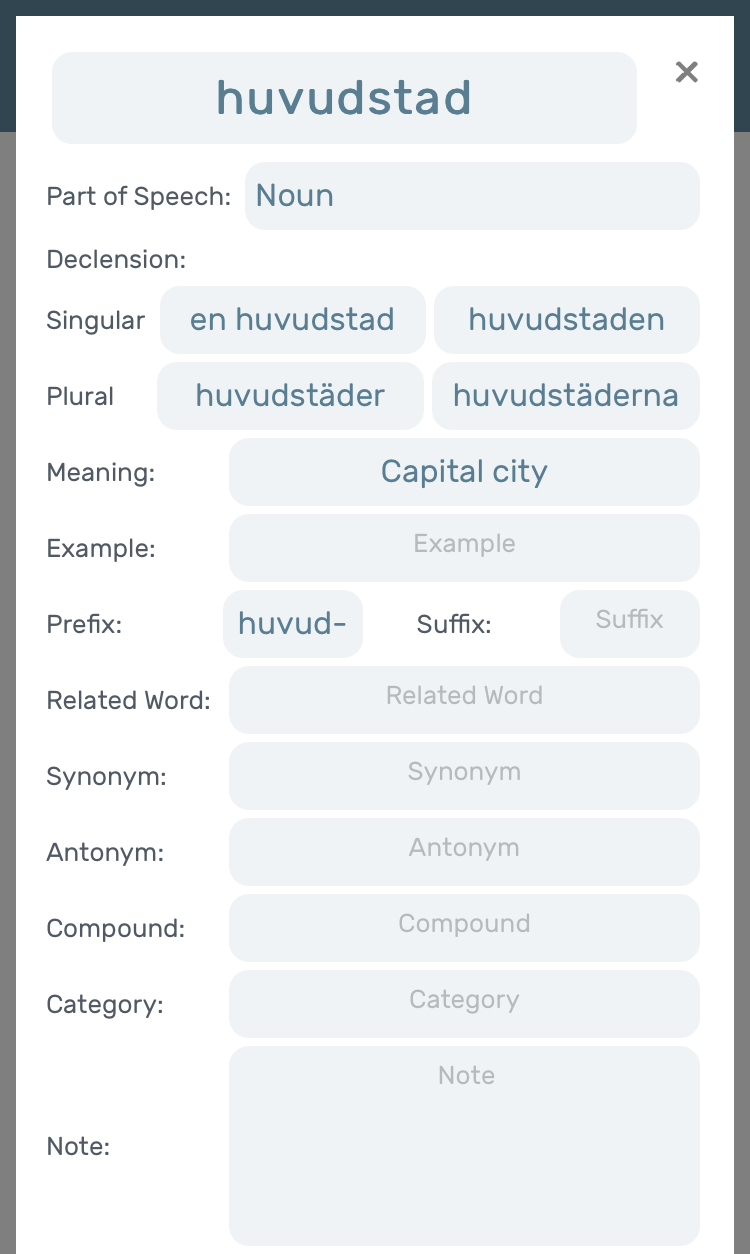 huvudstad
Part of Speech: Noun
Declension:
Singular en huvudstad huvudstaden
Plural huvudstäder huvudstäderna
Meaning: Capital city
Example: Example
Prefix: huvud- Suffix: Suffix
Related Word: Related Word
Synonym: Synonym
Antonym: Antonym
Compound: Compound
Category: Category
Note
Note: